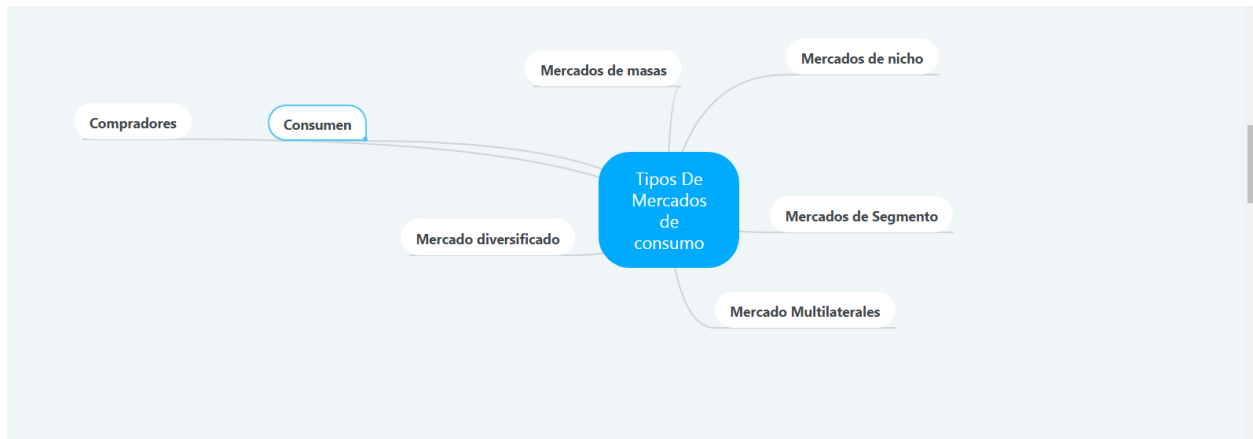 Mercados de masas
Mercados de nicho
Compradores
Consumen
Tipos De
Mercados
de
consumo
Mercados de Segmento
Mercado diversificado
Mercado Multilaterales